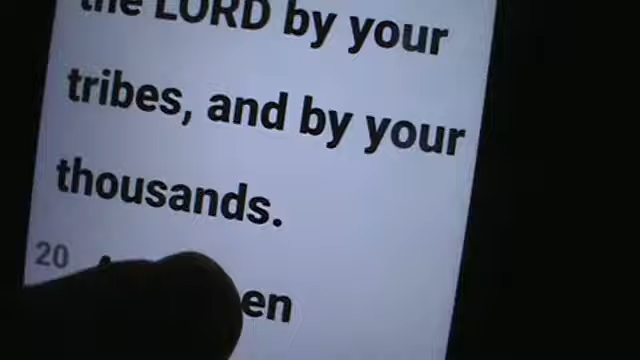 the LORD by your
tribes, and by your
thousands.
20 en